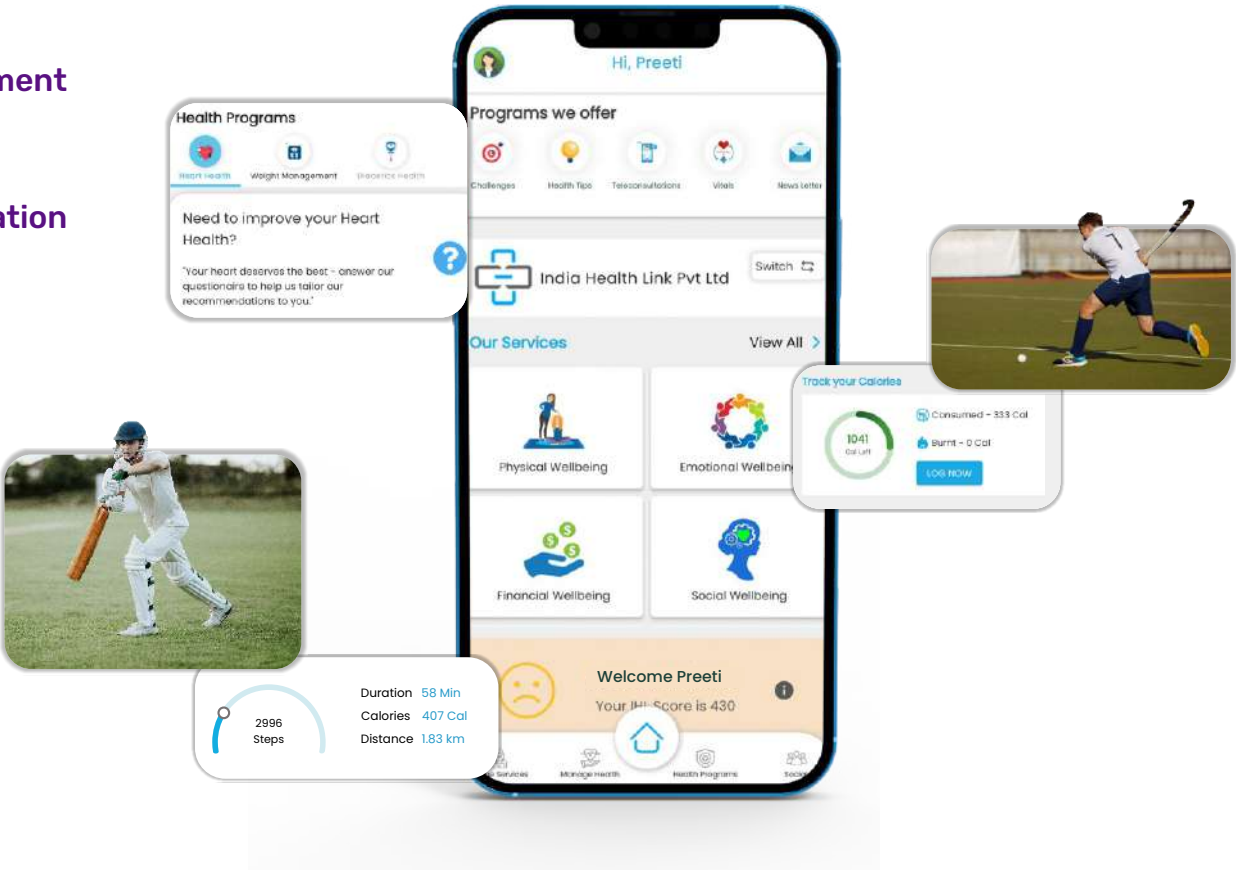 ment
ation
Health Programs
Heart Health
Weight Management
Need to improve your Heart
Health?
"Your heart deserves the best - answer our
questionairs to help us tailor our
recommendations to you."
?
Hi, Preeti
Programs we offer
Challenges
Health Tips
Teleconsultations
Vitals
News Letter
India Health Link Pvt Ltd
Switch
Our Services
View All >
Physical Wellbeing
Emotional Wellbein
Financial Wellbeing
Social Wellbeing
Welcome Preeti
Your IHL Score is 430
Services
Manage Health
Health Programs
Social
7
Track your Calories
1041
Cal Left
Consumed - 333 Cal
Burnt - 0 Cal
LOG NOW
2996
Steps
Duration 58 Min
Calories 407 Cal
Distance 1.83 km